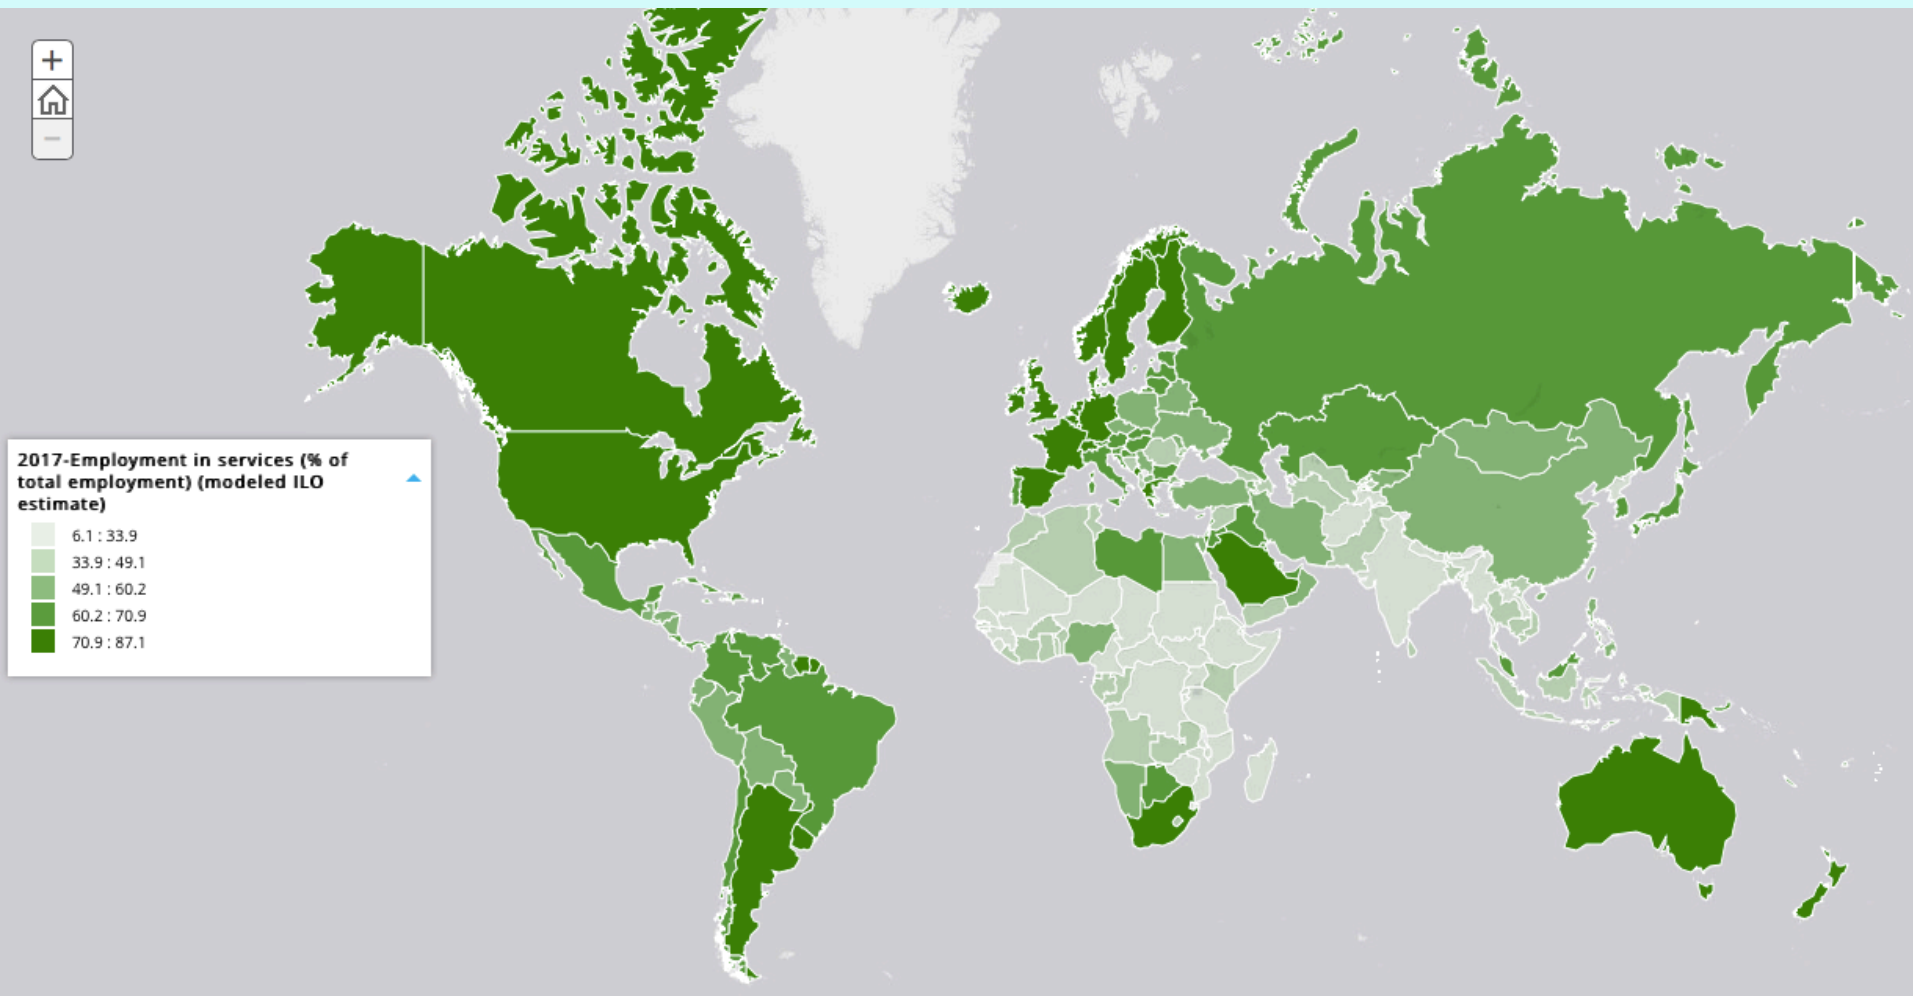 +
−
2017-Employment in services (% of
total employment) (modeled ILO
estimate)
6.1 : 33.9
33.9 : 49.1
49.1 : 60.2
60.2 : 70.9
70.9 : 87.1